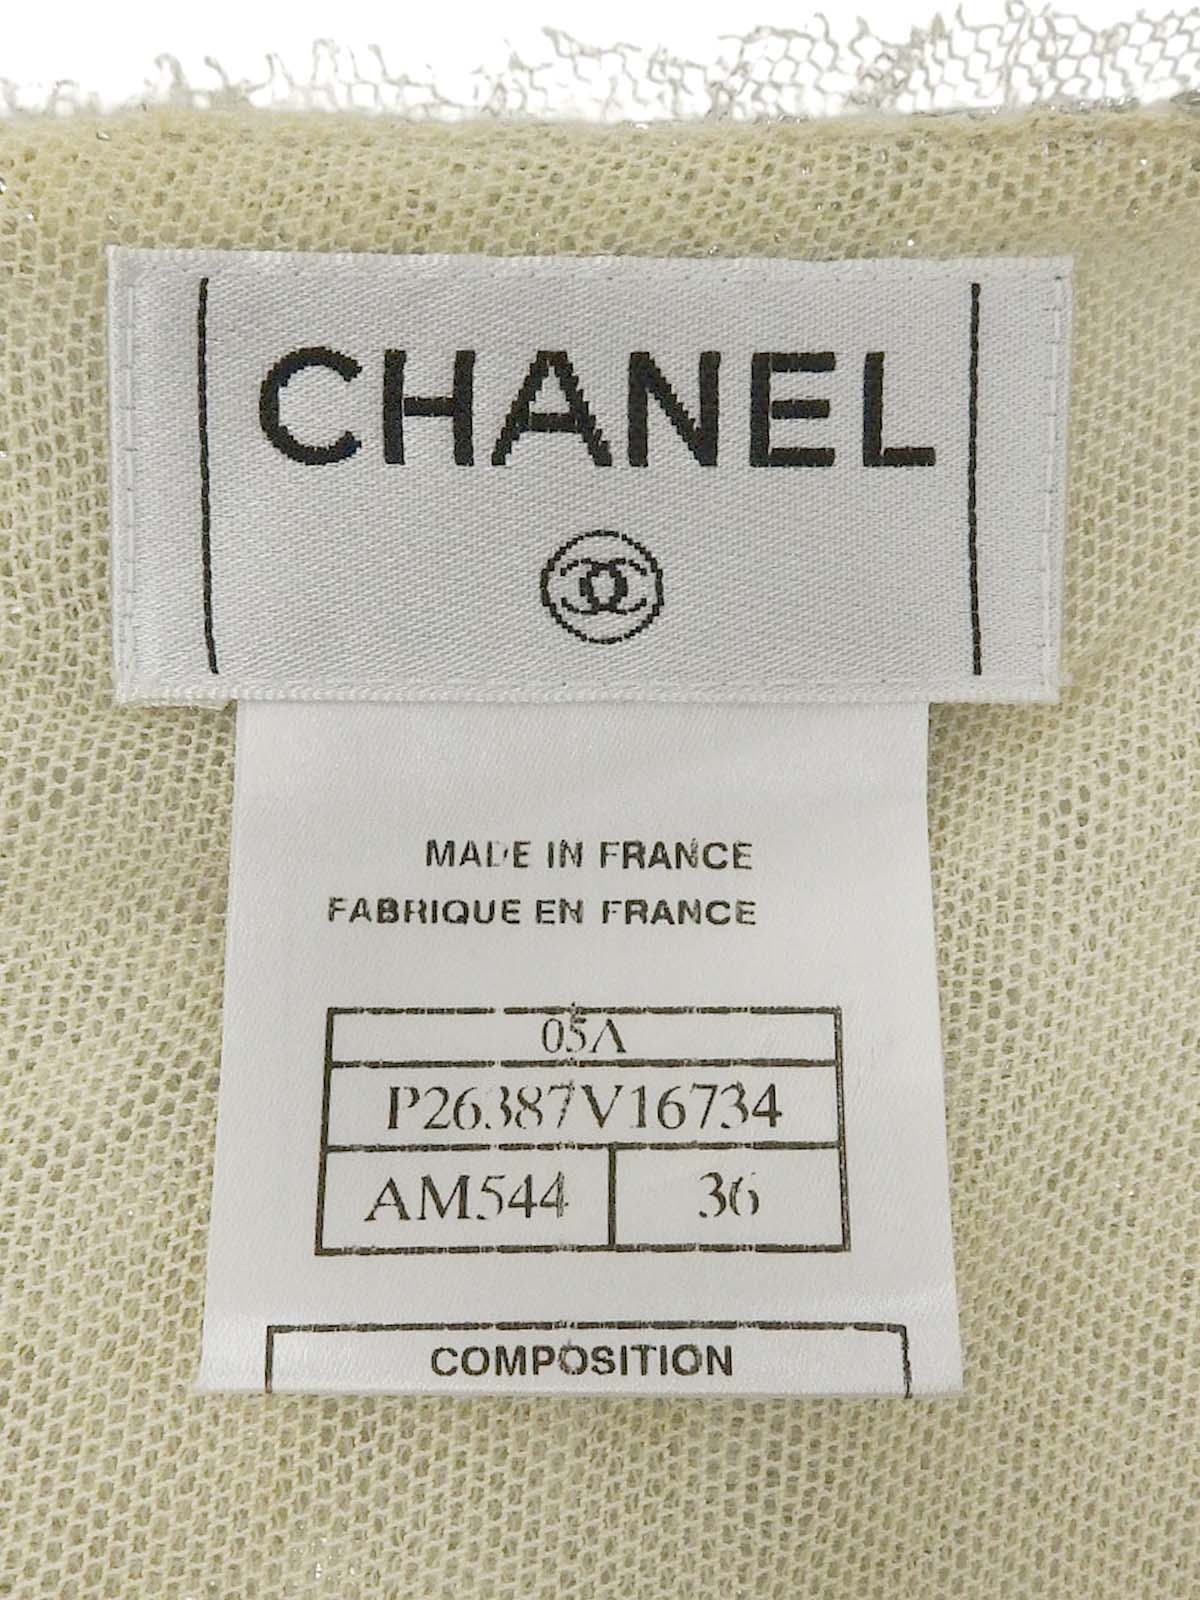 CHANEL
MADE IN FRANCE
FABRIQUE EN FRANCE
05A
P26387V16734
AM544 36
COMPOSITION